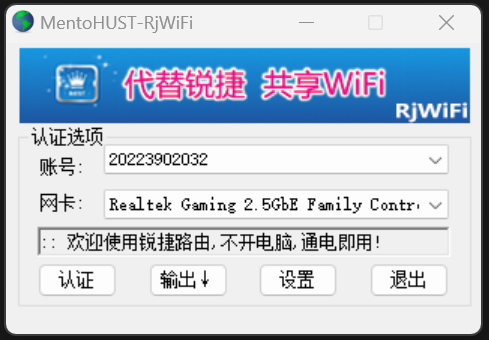 MentoHUST-RjWiFi
代替锐捷 共享WiFi
RjWiFi
认证选项
账号: 20223902032
网卡: Realtek Gaming 2.5GbE Family Contr
:: 欢迎使用锐捷路由,不开电脑,通电即用!
认证 输出↓ 设置 退出